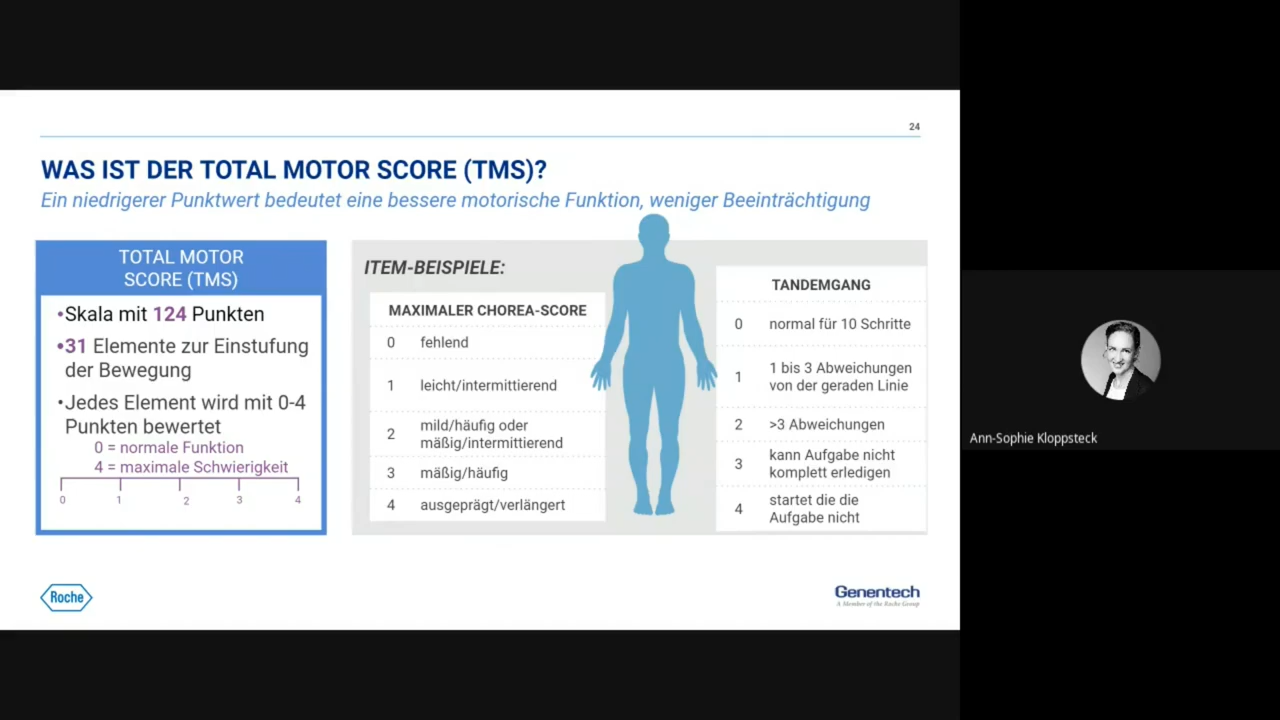 24
WAS IST DER TOTAL MOTOR SCORE (TMS)?
Ein niedrigerer Punktwert bedeutet eine bessere motorische Funktion, weniger Beeinträchtigung
TOTAL MOTOR
SCORE (TMS)
•Skala mit 124 Punkten
•31 Elemente zur Einstufung
der Bewegung
•Jedes Element wird mit 0-4
Punkten bewertet
0 = normale Funktion
4 = maximale Schwierigkeit
0 1 2 3 4
ITEM-BEISPIELE:
MAXIMALER CHOREA-SCORE
0 fehlend
1 leicht/intermittierend
2 mild/häufig oder
mäßig/intermittierend
3 mäßig/häufig
4 ausgeprägt/verlängert
TANDEMGANG
0 normal für 10 Schritte
1 1 bis 3 Abweichungen
von der geraden Linie
2 >3 Abweichungen
3 kann Aufgabe nicht
komplett erledigen
4 startet die die
Aufgabe nicht
Roche
Genentech
A Member of the Roche Group
Ann-Sophie Kloppsteck